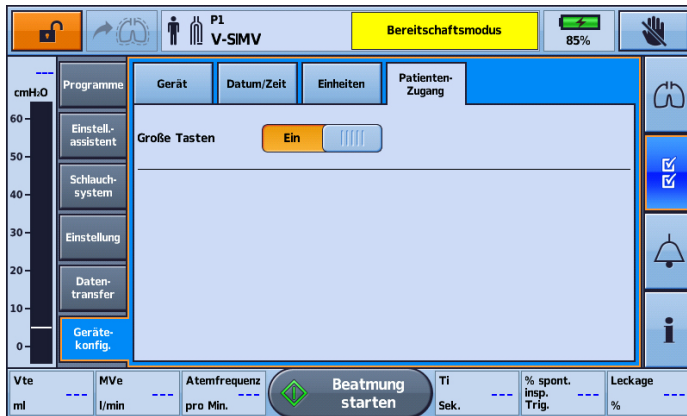 P1
V-SIMV
Bereitschaftsmodus
85%
---
cmH₂O
60
50
40
30
20
10
0
Programme
Einstell.-
assistent
Schlauch-
system
Einstellung
Daten-
transfer
Geräte-
konfig.
Gerät
Datum/Zeit
Einheiten
Patienten-
Zugang
Große Tasten
Ein
Vte
---
ml
MVe
---
l/min
Atemfrequenz
---
pro Min.
Beatmung
starten
Ti
---
Sek.
% spont.
insp.
---
Trig.
Leckage
---
%